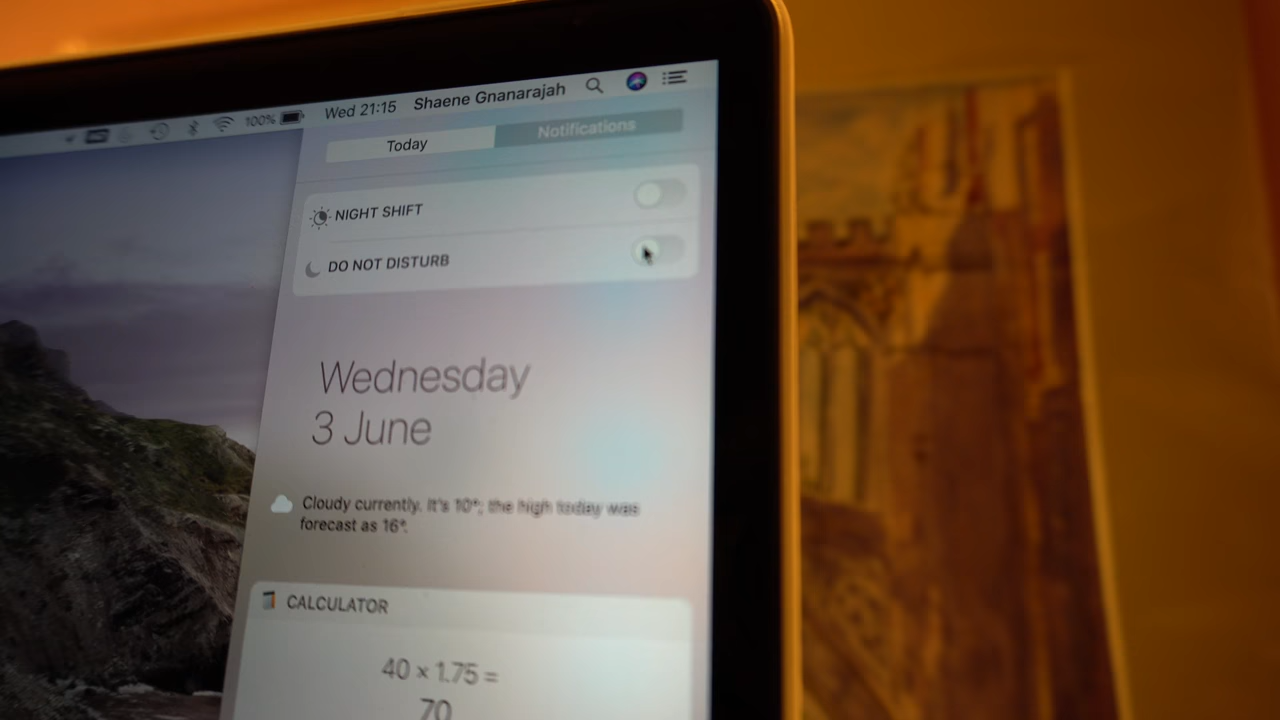 100% Wed 21:15 Shaene Gnanarajah
Today Notifications
NIGHT SHIFT
DO NOT DISTURB
Wednesday
3 June
Cloudy currently. It's 10°; the high today was
forecast as 16°.
CALCULATOR
40 × 1.75 =
70